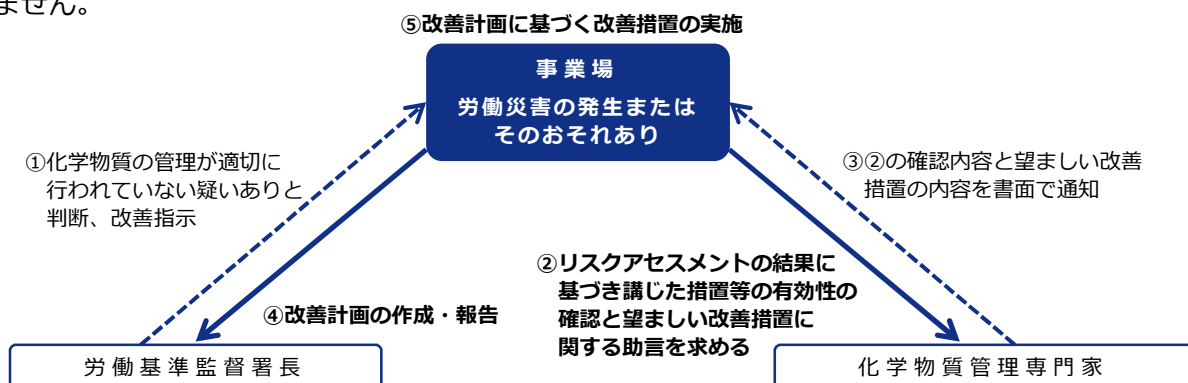 ません。
⑤改善計画に基づく改善措置の実施
事業場
労働災害の発生または
そのおそれあり
①化学物質の管理が適切に
行われていない疑いありと
判断、改善指示
③②の確認内容と望ましい改善
措置の内容を書面で通知
②リスクアセスメントの結果に
基づき講じた措置等の有効性の
確認と望ましい改善措置に
関する助言を求める
④改善計画の作成・報告
労働基準監督署長
化学物質管理専門家